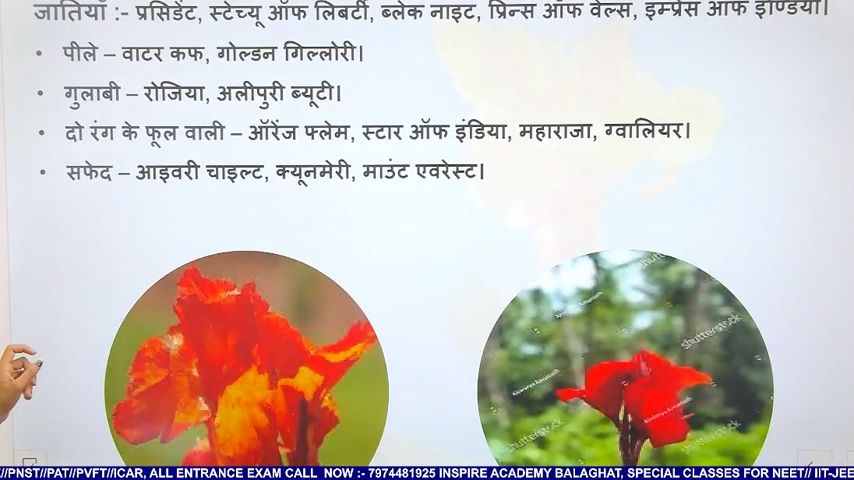 जातियाँ :- प्रसिडेंट, स्टेच्यू ऑफ लिबर्टी, ब्लेक नाइट, प्रिन्स ऑफ वेल्स, इम्प्रेस ऑफ इण्डिया।
• पीले – वाटर कफ, गोल्डन गिल्लोरी।
• गुलाबी – रोजिया, अलीपुरी ब्यूटी।
• दो रंग के फूल वाली – ऑरेंज फ्लेम, स्टार ऑफ इंडिया, महाराजा, ग्वालियर।
• सफेद – आइवरी चाइल्ट, क्यूनमेरी, माउंट एवरेस्ट।
shutterstock
shutterstock
//PNST//PAT//PVFT//ICAR, ALL ENTRANCE EXAM CALL NOW :- 7974481925 INSPIRE ACADEMY BALAGHAT, SPECIAL CLASSES FOR NEET// IIT-JEE